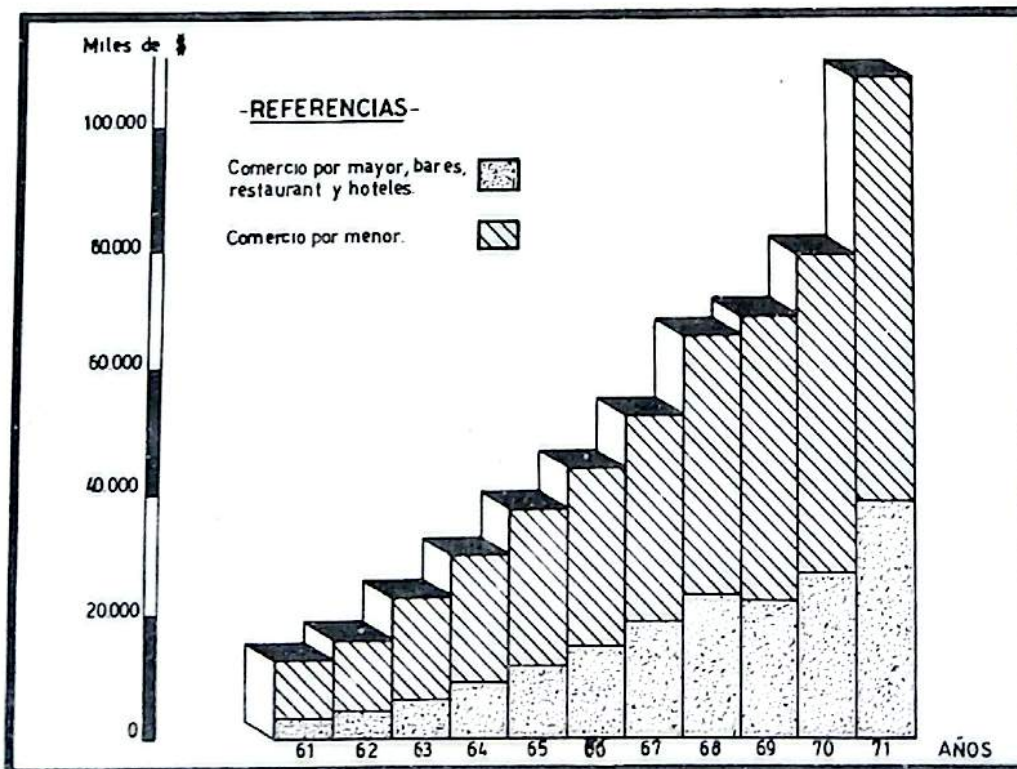 Miles de $
100.000
80.000
60.000
40.000
20.000
0
-REFERENCIAS-
Comercio por mayor, bares,
restaurant y hoteles.
Comercio por menor.
61 62 63 64 65 66 67 68 69 70 71 AÑOS